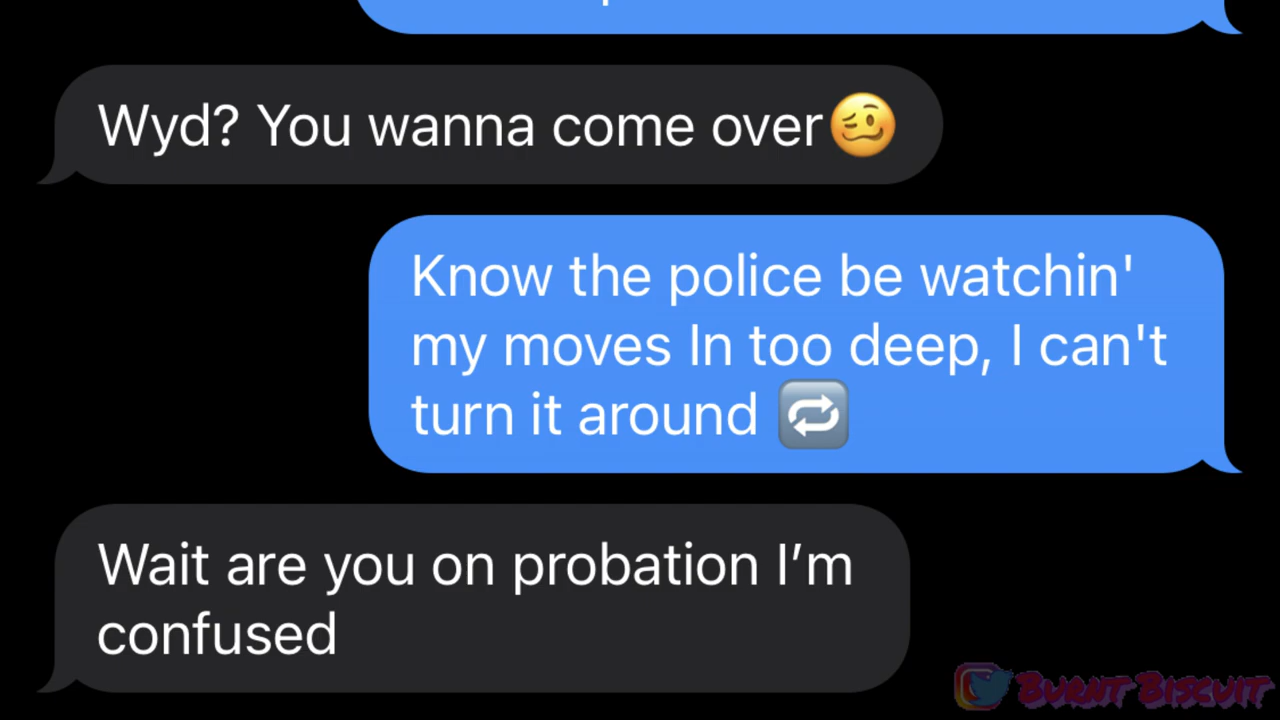 Wyd? You wanna come over🥴
Know the police be watchin'
my moves In too deep, I can't
turn it around 🔁
Wait are you on probation I’m
confused
BURNT BISCUIT